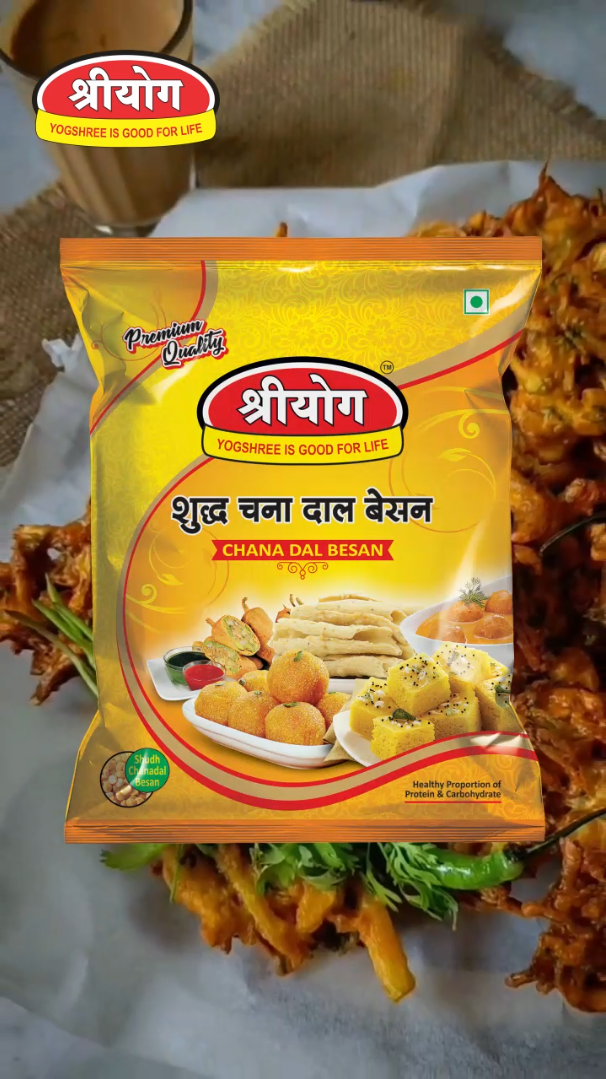 श्रीयोग
YOGSHREE IS GOOD FOR LIFE
Premium
Quality
श्रीयोग
TM
YOGSHREE IS GOOD FOR LIFE
शुद्ध चना दाल बेसन
CHANA DAL BESAN
Shudh
Chanadal
Besan
Healthy Proportion of
Protein & Carbohydrate